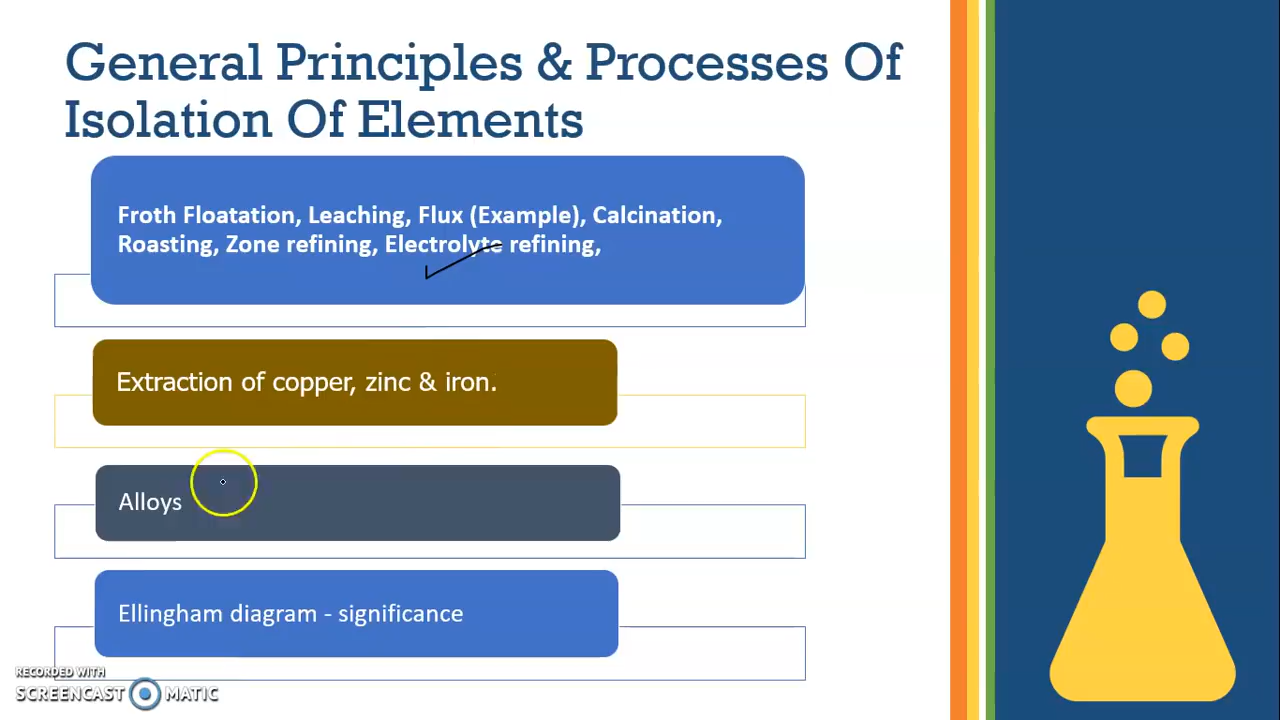 General Principles & Processes Of
Isolation Of Elements
Froth Floatation, Leaching, Flux (Example), Calcination,
Roasting, Zone refining, Electrolyte refining,
Extraction of copper, zinc & iron.
Alloys
Ellingham diagram - significance
RECORDED WITH
SCREENCAST MATIC